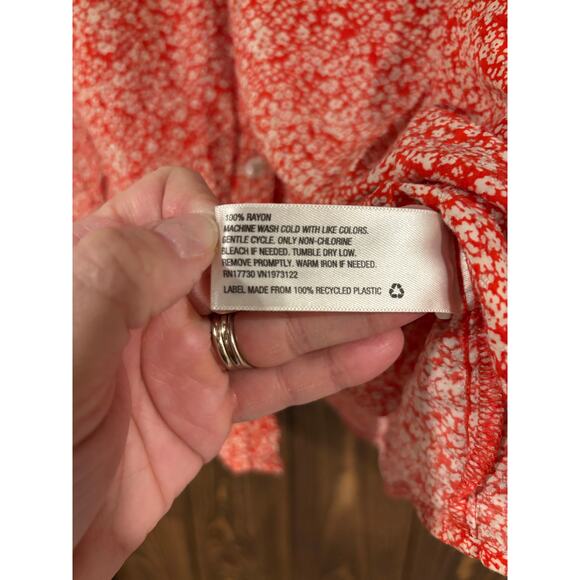 100% RAYON
MACHINE WASH COLD WITH LIKE COLORS.
GENTLE CYCLE. ONLY NON-CHLORINE
BLEACH IF NEEDED. TUMBLE DRY LOW.
REMOVE PROMPTLY. WARM IRON IF NEEDED.
RN17730 VN1973122
LABEL MADE FROM 100% RECYCLED PLASTIC